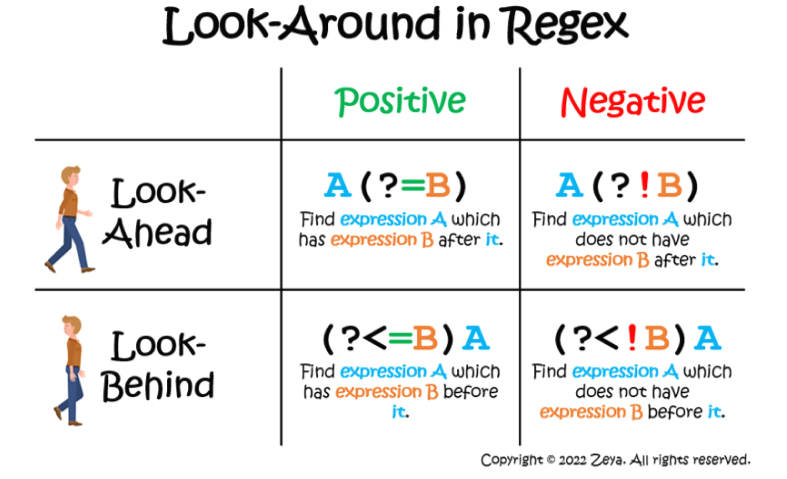 Look-Around in Regex
Positive
Negative
Look-
Ahead
A(?=B)
Find expression A which
has expression B after it.
A(?!B)
Find expression A which
does not have
expression B after it.
Look-
Behind
(?<=B)A
Find expression A which
has expression B before
it.
(?<!B)A
Find expression A which
does not have
expression B before it.
Copyright © 2022 Zeya. All rights reserved.